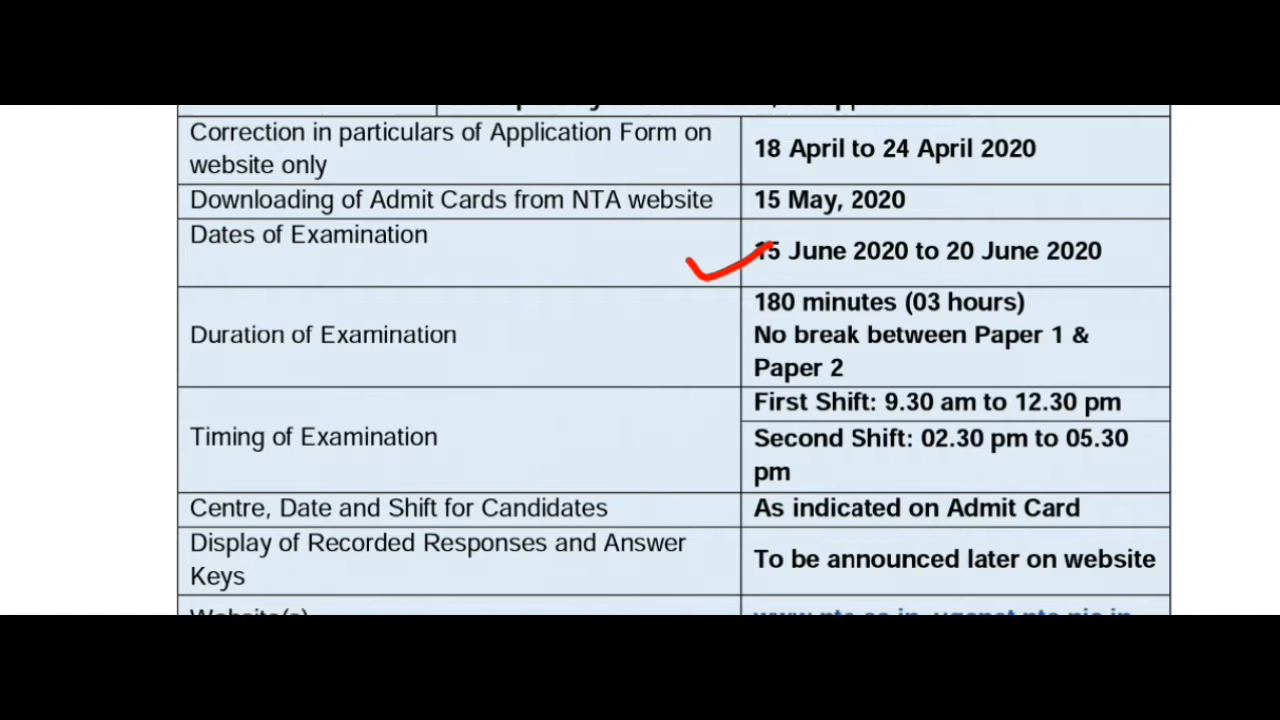 Correction in particulars of Application Form on
website only
18 April to 24 April 2020
Downloading of Admit Cards from NTA website
15 May, 2020
Dates of Examination
15 June 2020 to 20 June 2020
Duration of Examination
180 minutes (03 hours)
No break between Paper 1 &
Paper 2
Timing of Examination
First Shift: 9.30 am to 12.30 pm
Second Shift: 02.30 pm to 05.30
pm
Centre, Date and Shift for Candidates
As indicated on Admit Card
Display of Recorded Responses and Answer
Keys
To be announced later on website
Website(s)